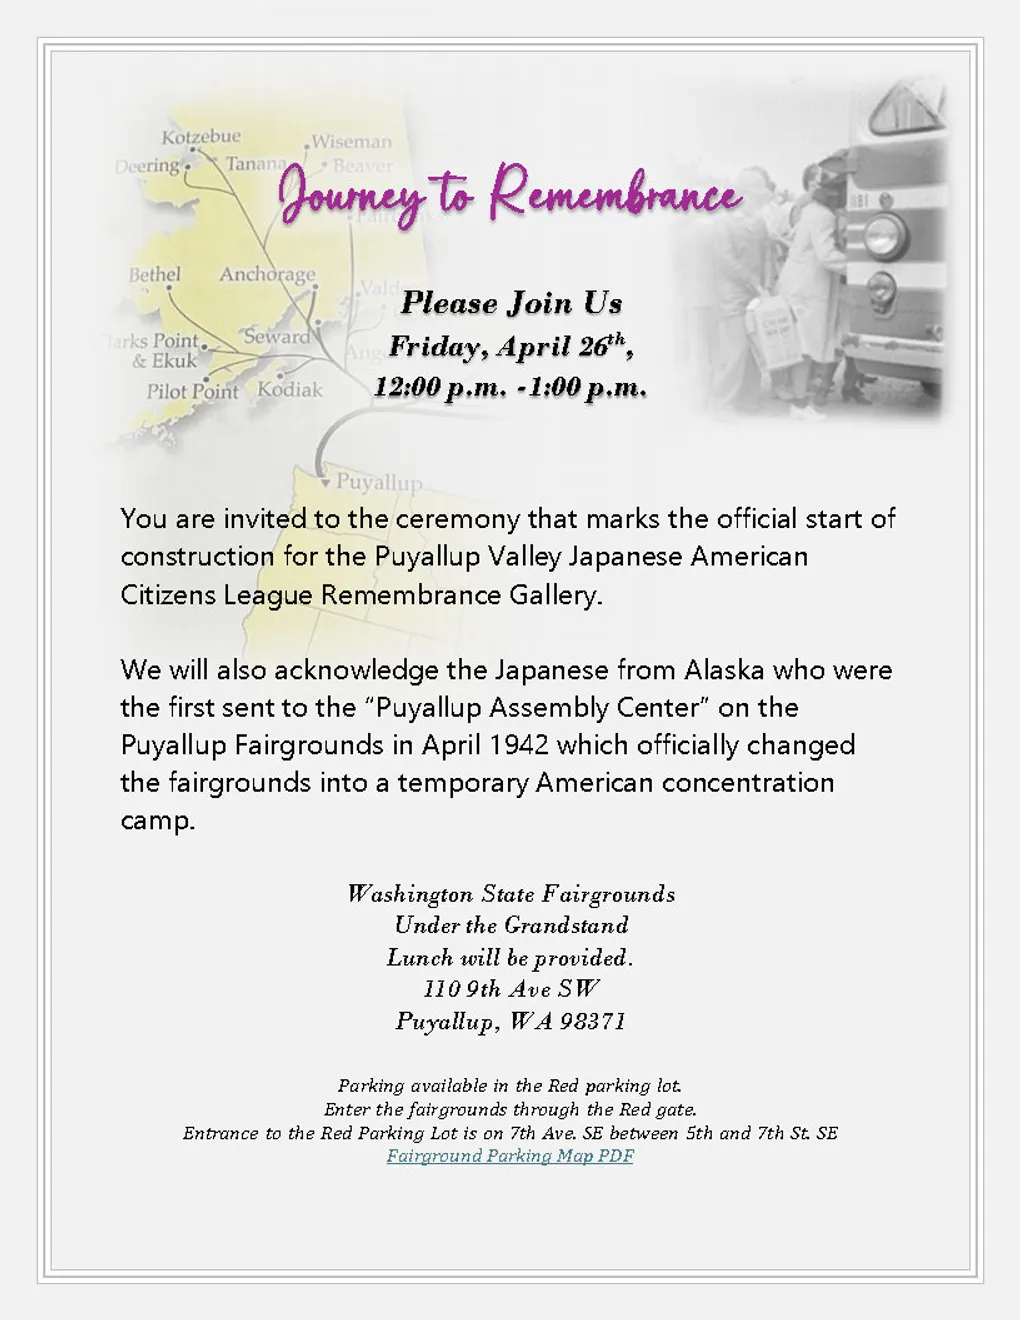 Kotzebue
Wiseman
Deering
Tanana
Beaver
Journey to Remembrance
Bethel
Anchorage
Please Join Us
Friday, April 26th,
Seward
arks Point
& Ekuk
12:00 p.m. -1:00 p.m.
Pilot Point
Kodiak
Puyallup
You are invited to the ceremony that marks the official start of
construction for the Puyallup Valley Japanese American
Citizens League Remembrance Gallery.
We will also acknowledge the Japanese from Alaska who were
the first sent to the “Puyallup Assembly Center” on the
Puyallup Fairgrounds in April 1942 which officially changed
the fairgrounds into a temporary American concentration
camp.
Washington State Fairgrounds
Under the Grandstand
Lunch will be provided.
110 9th Ave SW
Puyallup, WA 98371
Parking available in the Red parking lot.
Enter the fairgrounds through the Red gate.
Entrance to the Red Parking Lot is on 7th Ave. SE between 5th and 7th St. SE
Fairground Parking Map PDF